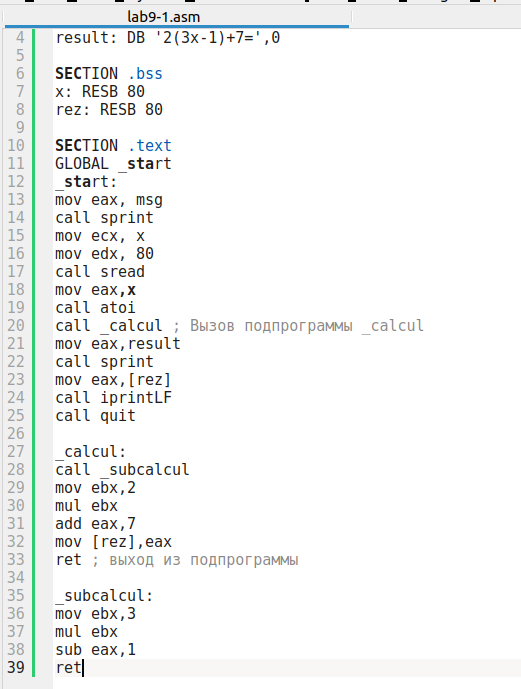 lab9-1.asm
4 result: DB '2(3x-1)+7=',0
5
6 SECTION .bss
7 x: RESB 80
8 rez: RESB 80
9
10 SECTION .text
11 GLOBAL _start
12 _start:
13 mov eax, msg
14 call sprint
15 mov ecx, x
16 mov edx, 80
17 call sread
18 mov eax,x
19 call atoi
20 call _calcul ; Вызов подпрограммы _calcul
21 mov eax,result
22 call sprint
23 mov eax,[rez]
24 call iprintLF
25 call quit
26
27 _calcul:
28 call _subcalcul
29 mov ebx,2
30 mul ebx
31 add eax,7
32 mov [rez],eax
33 ret ; выход из подпрограммы
34
35 _subcalcul:
36 mov ebx,3
37 mul ebx
38 sub eax,1
39 ret